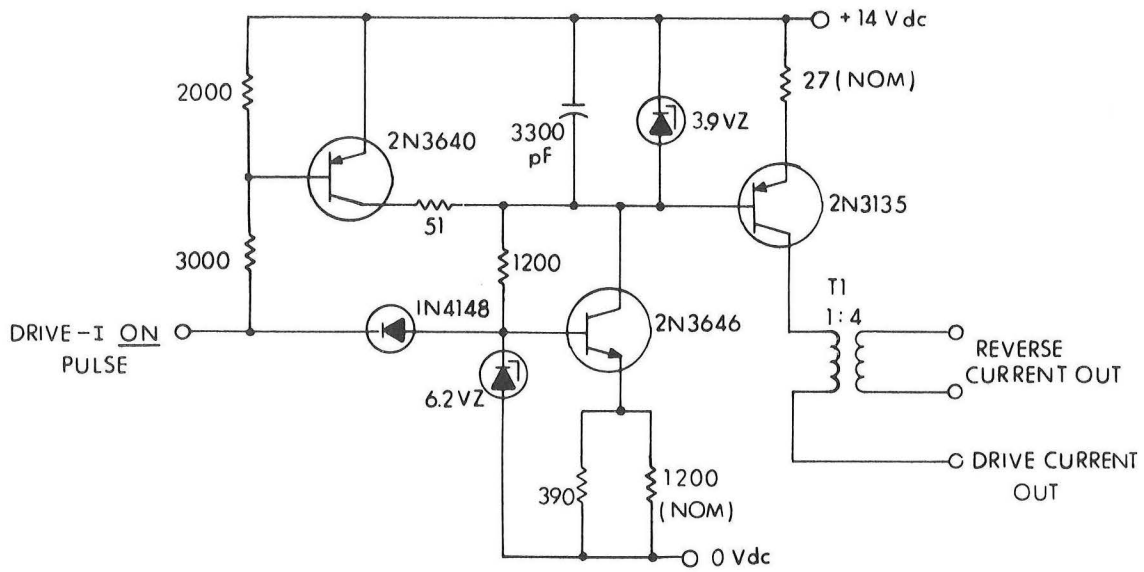 +14 Vdc
2000
27 (NOM)
2N3640
3300
pF
3.9VZ
2N3135
51
3000
1200
T1
1:4
IN4148
2N3646
DRIVE-I ON
PULSE
REVERSE
CURRENT OUT
6.2VZ
390
1200
(NOM)
DRIVE CURRENT
OUT
0 Vdc